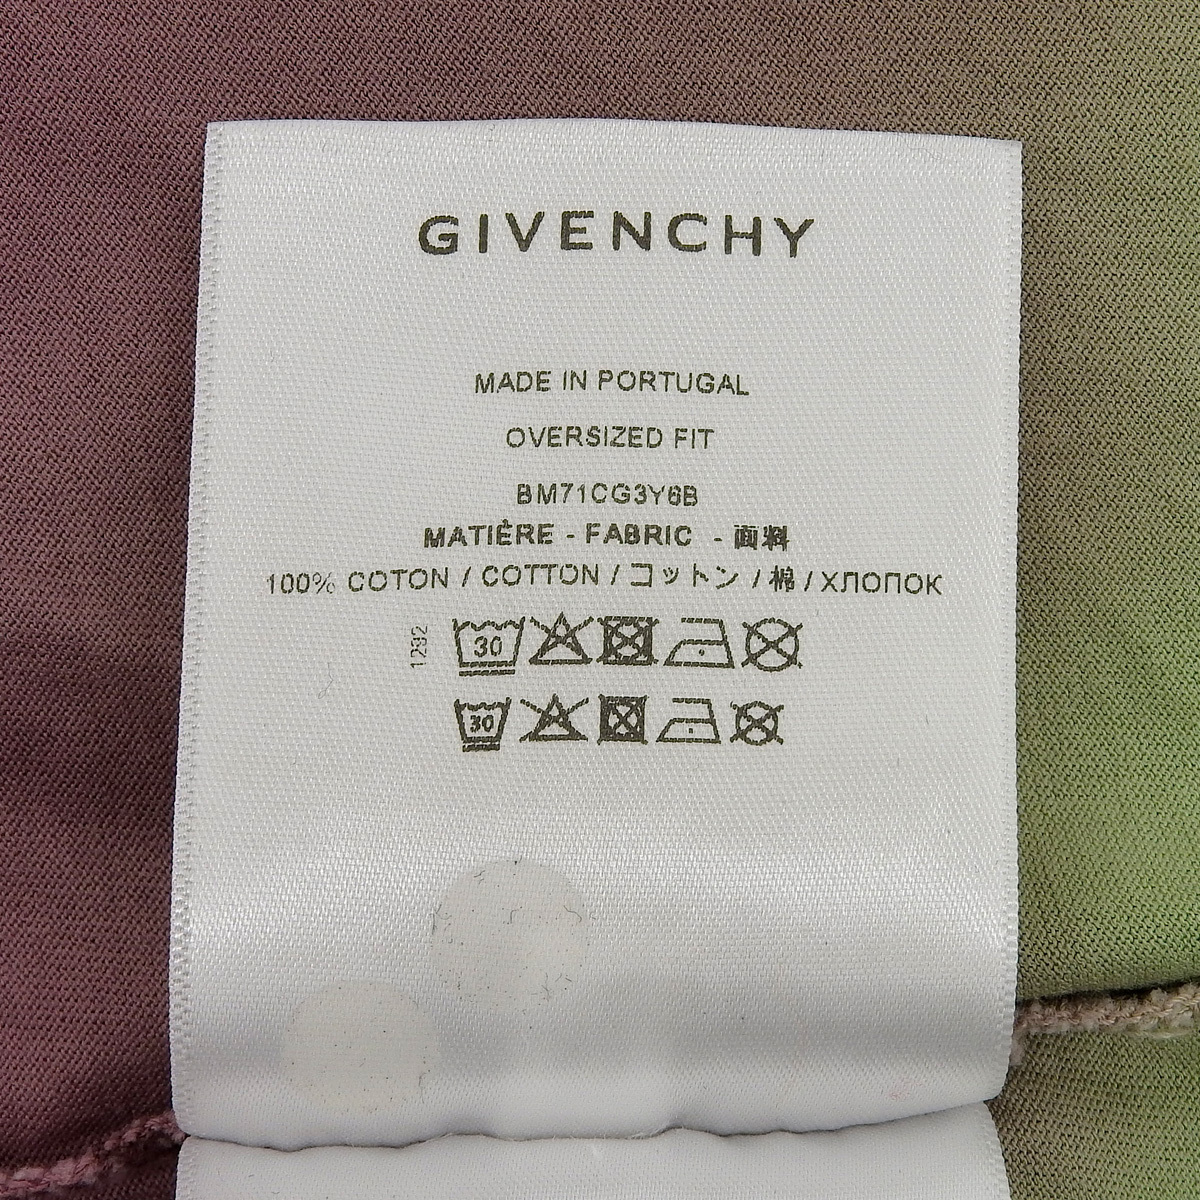 GIVENCHY
MADE IN PORTUGAL
OVERSIZED FIT
BM71CG3Y6B
MATIÈRE - FABRIC - 面料
100% COTON / COTTON / コットン / 棉 / ХЛОПОК
1292
30
30